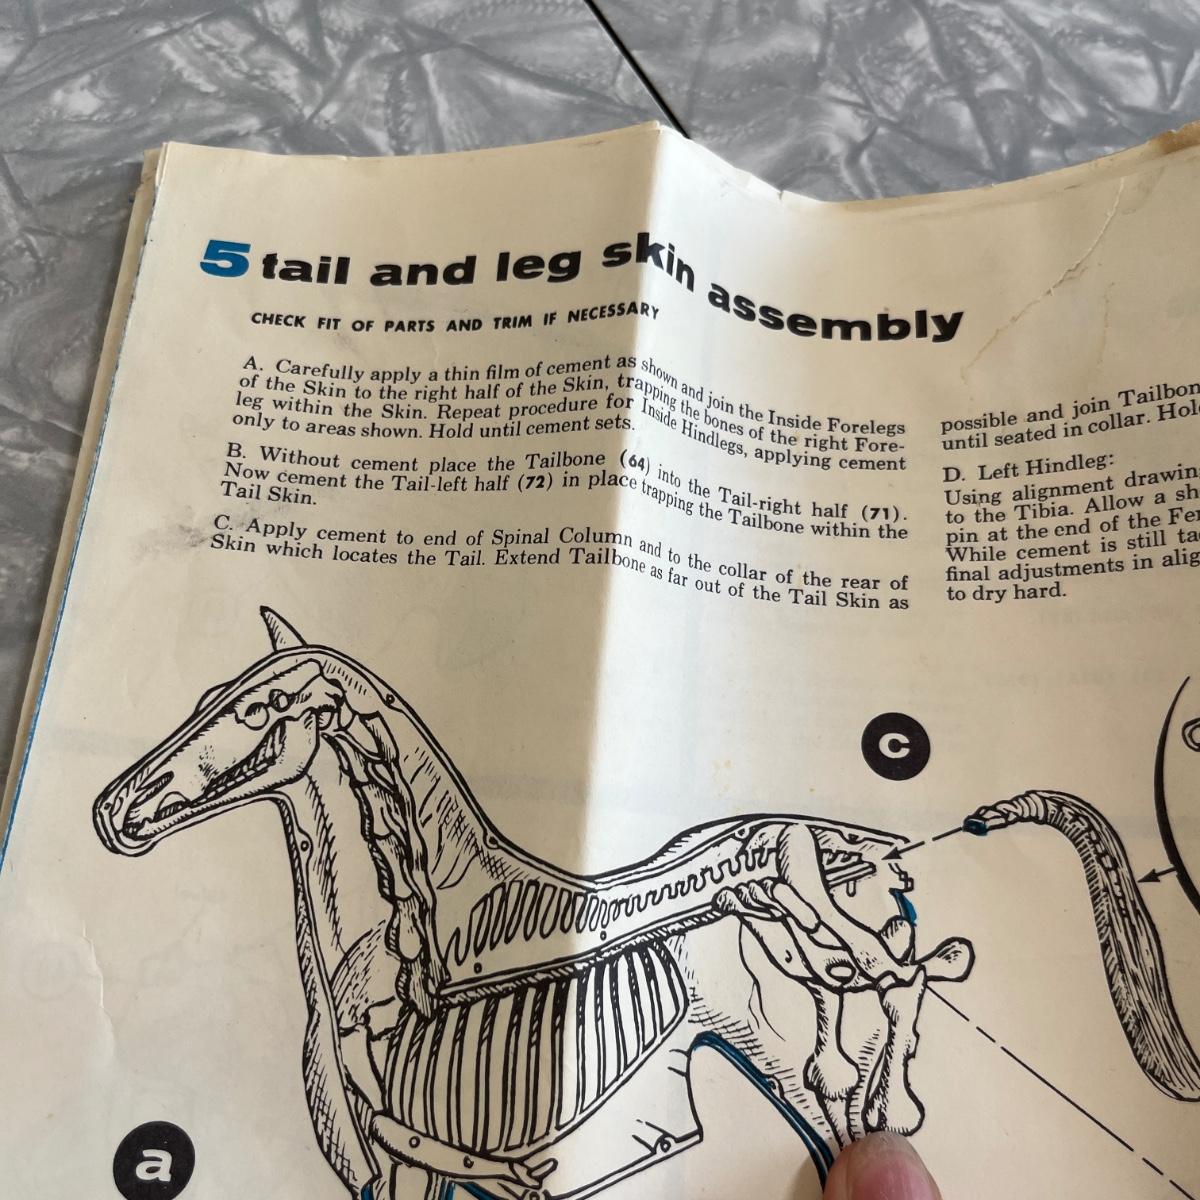 5 tail and leg skin assembly
CHECK FIT OF PARTS AND TRIM IF NECESSARY
A. Carefully apply a thin film of cement as shown and join the Inside Forelegs
of the Skin to the right half of the Skin, trapping the bones of the right Fore-
leg within the Skin. Repeat procedure for Inside Hindlegs, applying cement
only to areas shown. Hold until cement sets.
B. Without cement place the Tailbone (64) into the Tail-right half (71).
Now cement the Tail-left half (72) in place trapping the Tailbone within the
Tail Skin.
C. Apply cement to end of Spinal Column and to the collar of the rear of
Skin which locates the Tail. Extend Tailbone as far out of the Tail Skin as
possible and join Tailbon
until seated in collar. Hol
D. Left Hindleg:
Using alignment drawin
to the Tibia. Allow a sh
pin at the end of the Fe
While cement is still ta
final adjustments in alig
to dry hard.
c
a